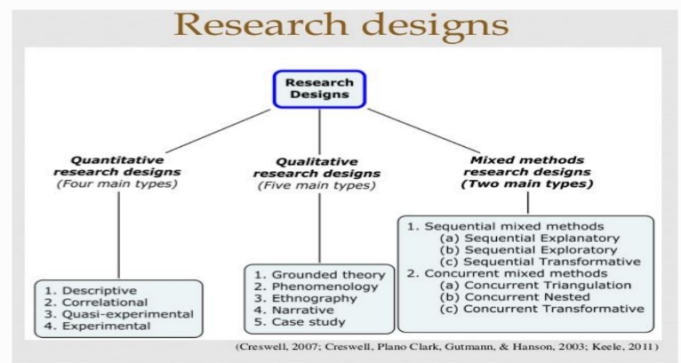 Research designs
Research
Designs
Quantitative
research designs
(Four main types)
Qualitative
research designs
(Five main types)
Mixed methods
research designs
(Two main types)
1. Descriptive
2. Correlational
3. Quasi-experimental
4. Experimental
1. Grounded theory
2. Phenomenology
3. Ethnography
4. Narrative
5. Case study
1. Sequential mixed methods
(a) Sequential Explanatory
(b) Sequential Exploratory
(c) Sequential Transformative
2. Concurrent mixed methods
(a) Concurrent Triangulation
(b) Concurrent Nested
(c) Concurrent Transformative
(Creswell, 2007; Creswell, Plano Clark, Gutmann, & Hanson, 2003; Keele, 2011)